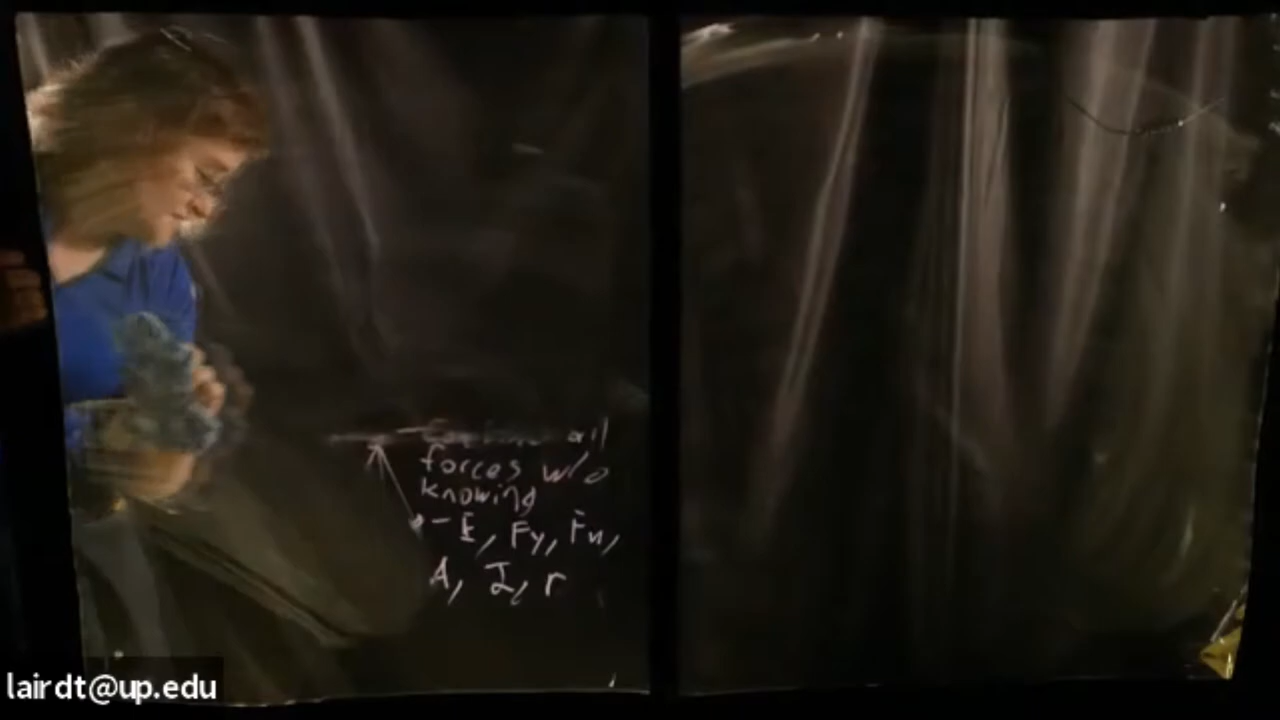 all
forces w/o
knowing
- E, Fy, Fu,
A, I, r
lairdt@up.edu